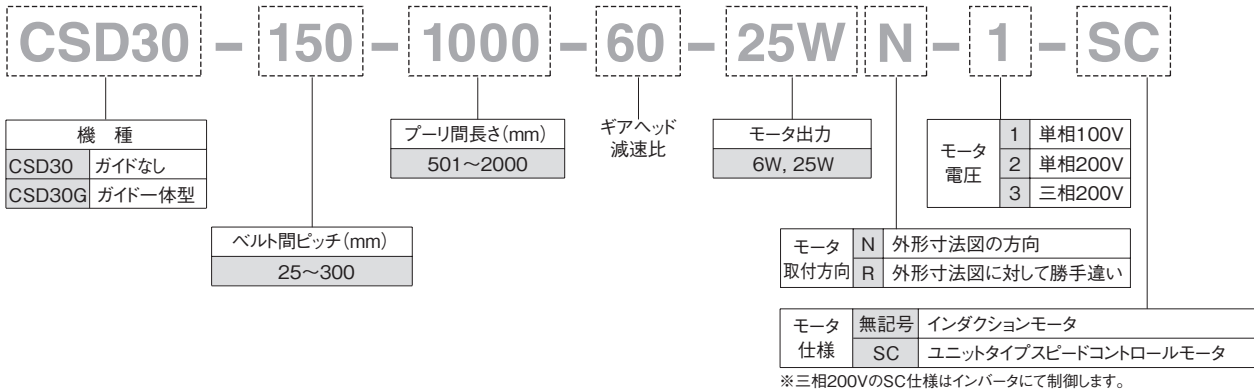 CSD30 - 150 - 1000 - 60 - 25W N - 1 - SC
機 種
CSD30 ガイドなし
CSD30G ガイド一体型
ベルト間ピッチ(mm)
25～300
プーリ間長さ(mm)
501～2000
ギアヘッド
減速比
モータ出力
6W, 25W
モータ
電圧
1 単相100V
2 単相200V
3 三相200V
モータ
取付方向
N 外形寸法図の方向
R 外形寸法図に対して勝手違い
モータ
仕様
無記号 インダクションモータ
SC ユニットタイプスピードコントロールモータ
※三相200VのSC仕様はインバータにて制御します。